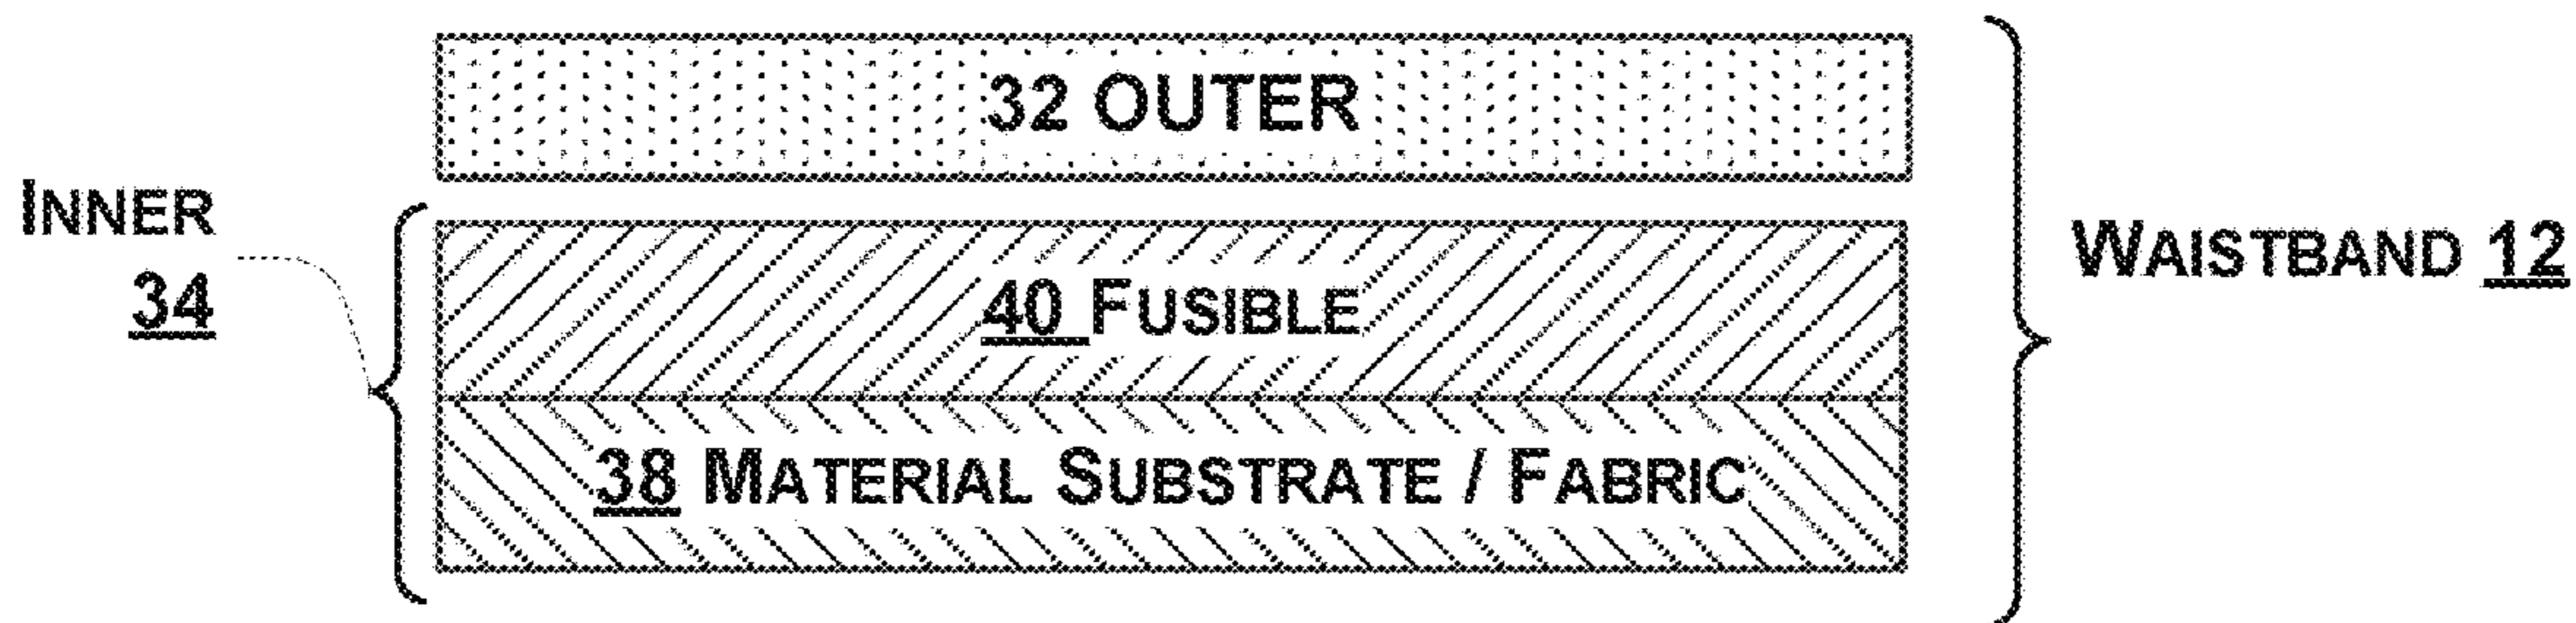 32 OUTER
INNER
34
WAISTBAND 12
40 FUSIBLE
38 MATERIAL SUBSTRATE / FABRIC